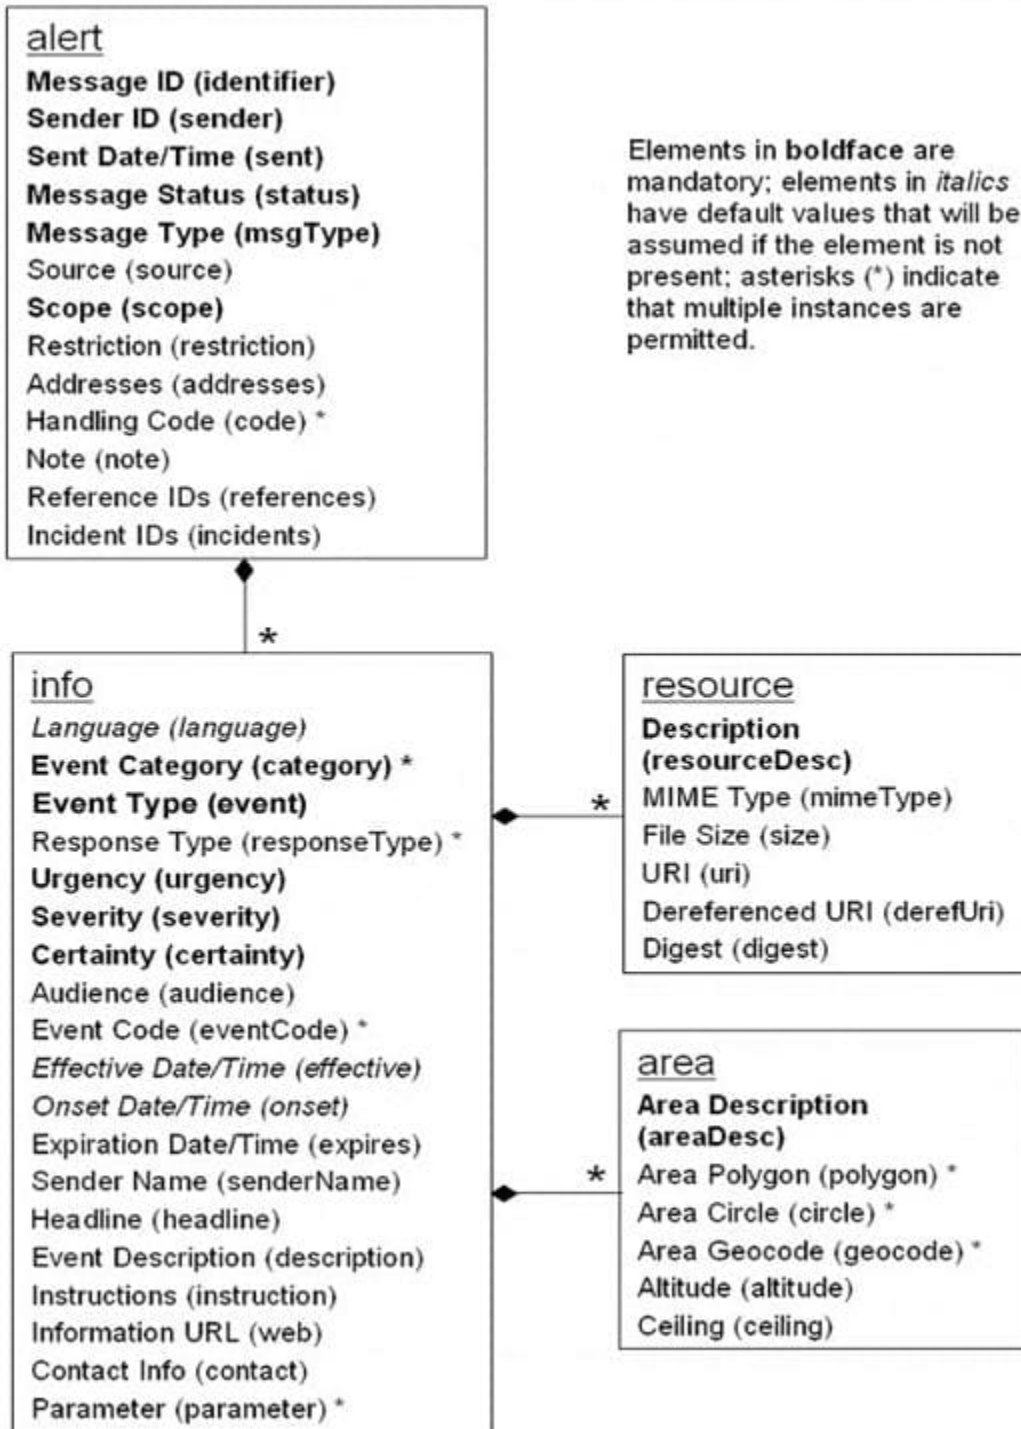 alert
Message ID (identifier)
Sender ID (sender)
Sent Date/Time (sent)
Message Status (status)
Message Type (msgType)
Source (source)
Scope (scope)
Restriction (restriction)
Addresses (addresses)
Handling Code (code) *
Note (note)
Reference IDs (references)
Incident IDs (incidents)
Elements in boldface are
mandatory; elements in italics
have default values that will be
assumed if the element is not
present; asterisks (*) indicate
that multiple instances are
permitted.
*
info
Language (language)
Event Category (category) *
Event Type (event)
Response Type (responseType) *
Urgency (urgency)
Severity (severity)
Certainty (certainty)
Audience (audience)
Event Code (eventCode) *
Effective Date/Time (effective)
Onset Date/Time (onset)
Expiration Date/Time (expires)
Sender Name (senderName)
Headline (headline)
Event Description (description)
Instructions (instruction)
Information URL (web)
Contact Info (contact)
Parameter (parameter) *
*
resource
Description
(resourceDesc)
MIME Type (mimeType)
File Size (size)
URI (uri)
Dereferenced URI (derefUri)
Digest (digest)
*
area
Area Description
(areaDesc)
Area Polygon (polygon) *
Area Circle (circle) *
Area Geocode (geocode) *
Altitude (altitude)
Ceiling (ceiling)